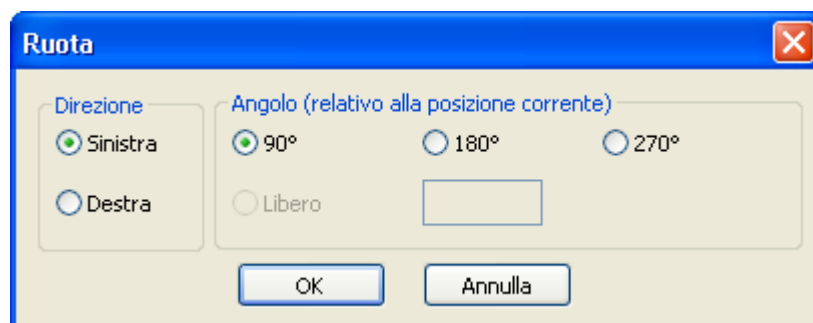 Ruota
Direzione
Angolo (relativo alla posizione corrente)
Sinistra
90°
180°
270°
Destra
Libero
OK
Annulla